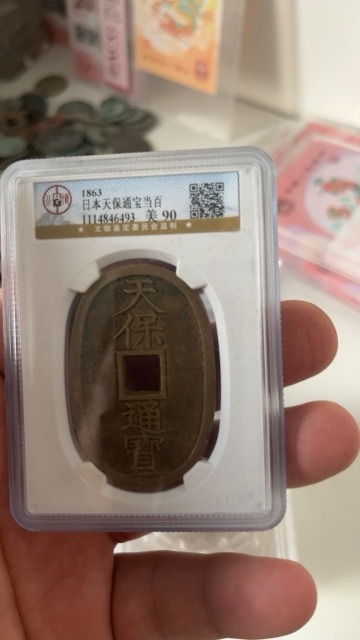 1863
日本天保通宝当百
1114846493 美 90
★ 文物鉴定委员会监制 ★
天
保
通
寳